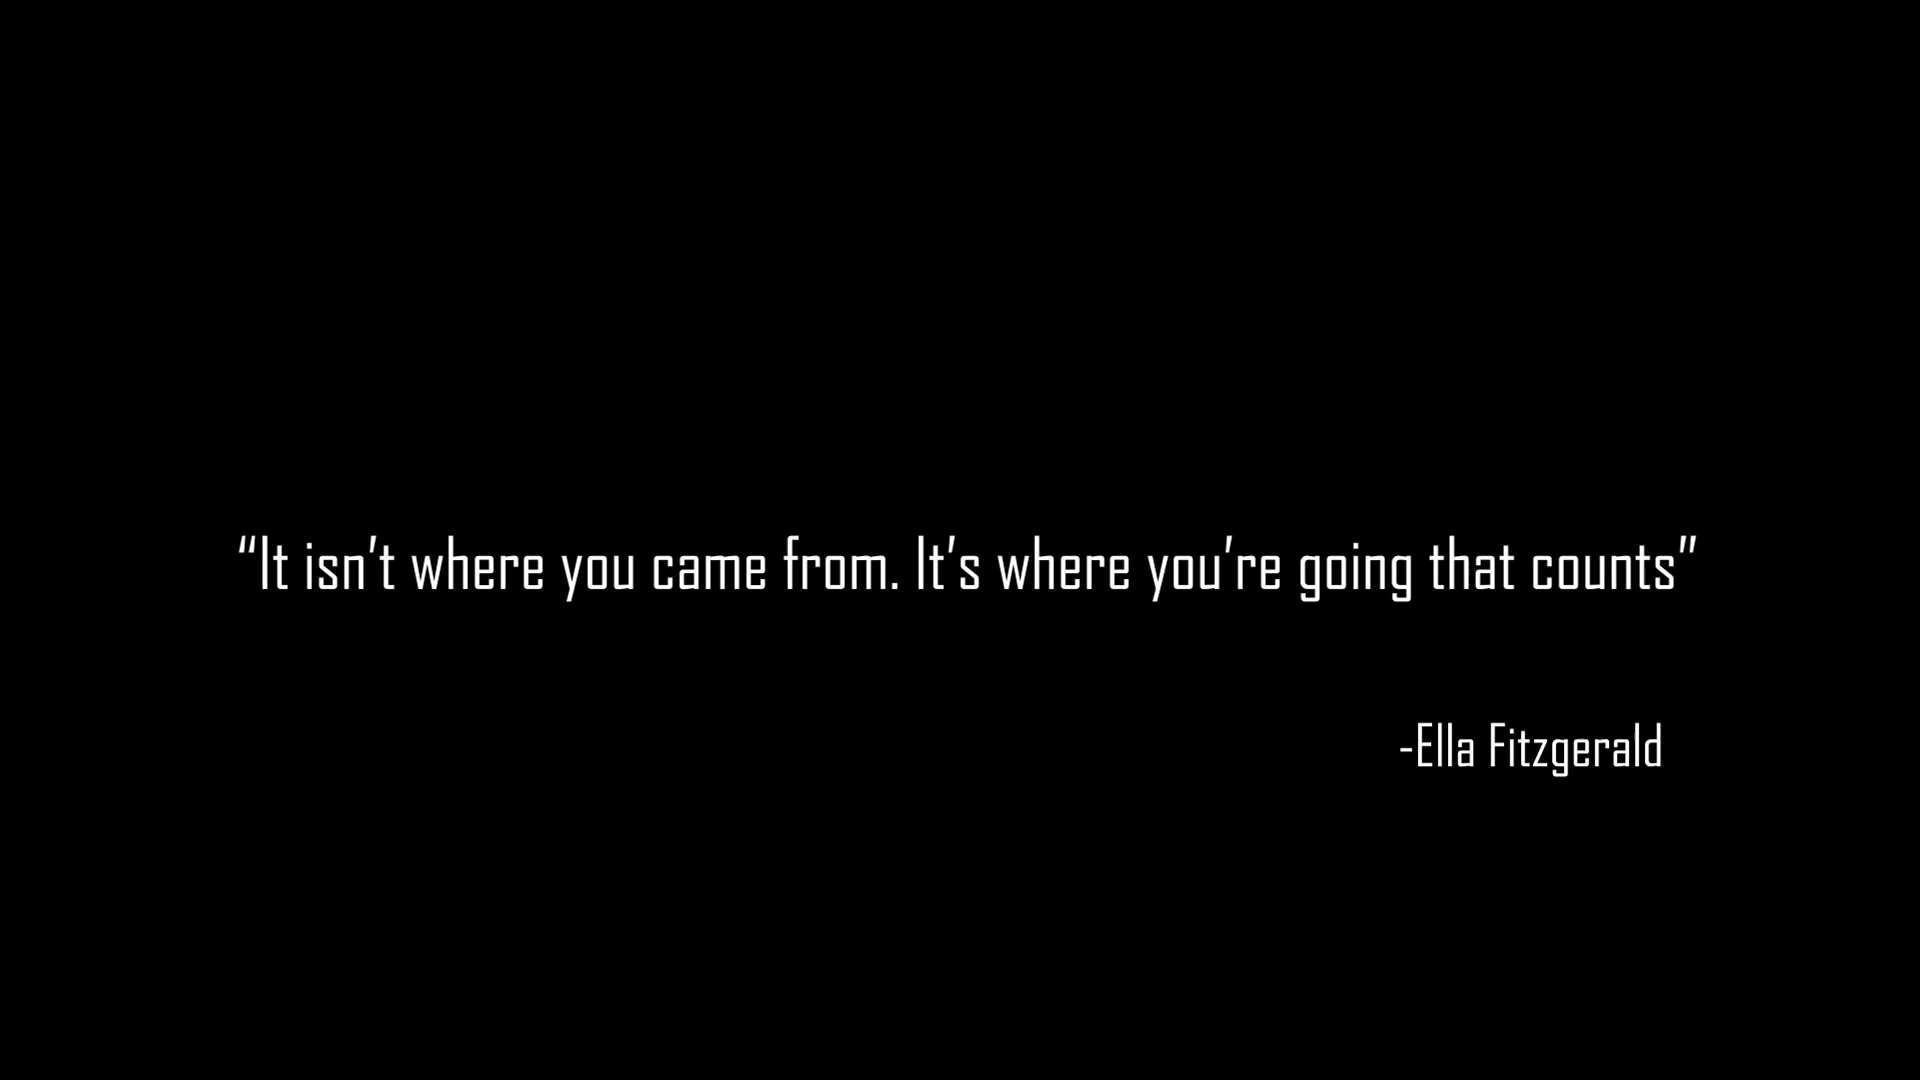 “It isn’t where you came from. It’s where you’re going that counts”
-Ella Fitzgerald